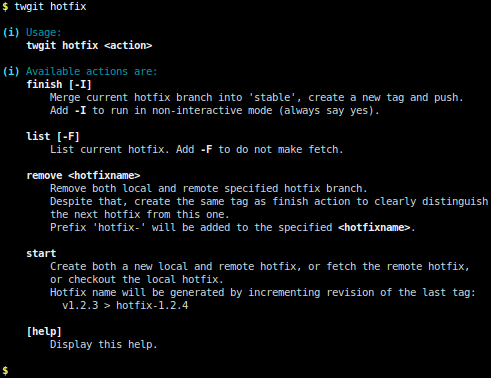 $ twgit hotfix
(i) Usage:
twgit hotfix <action>
(i) Available actions are:
finish [-I]
Merge current hotfix branch into 'stable', create a new tag and push.
Add -I to run in non-interactive mode (always say yes).
list [-F]
List current hotfix. Add -F to do not make fetch.
remove <hotfixname>
Remove both local and remote specified hotfix branch.
Despite that, create the same tag as finish action to clearly distinguish
the next hotfix from this one.
Prefix 'hotfix-' will be added to the specified <hotfixname>.
start
Create both a new local and remote hotfix, or fetch the remote hotfix,
or checkout the local hotfix.
Hotfix name will be generated by incrementing revision of the last tag:
v1.2.3 > hotfix-1.2.4
[help]
Display this help.
$